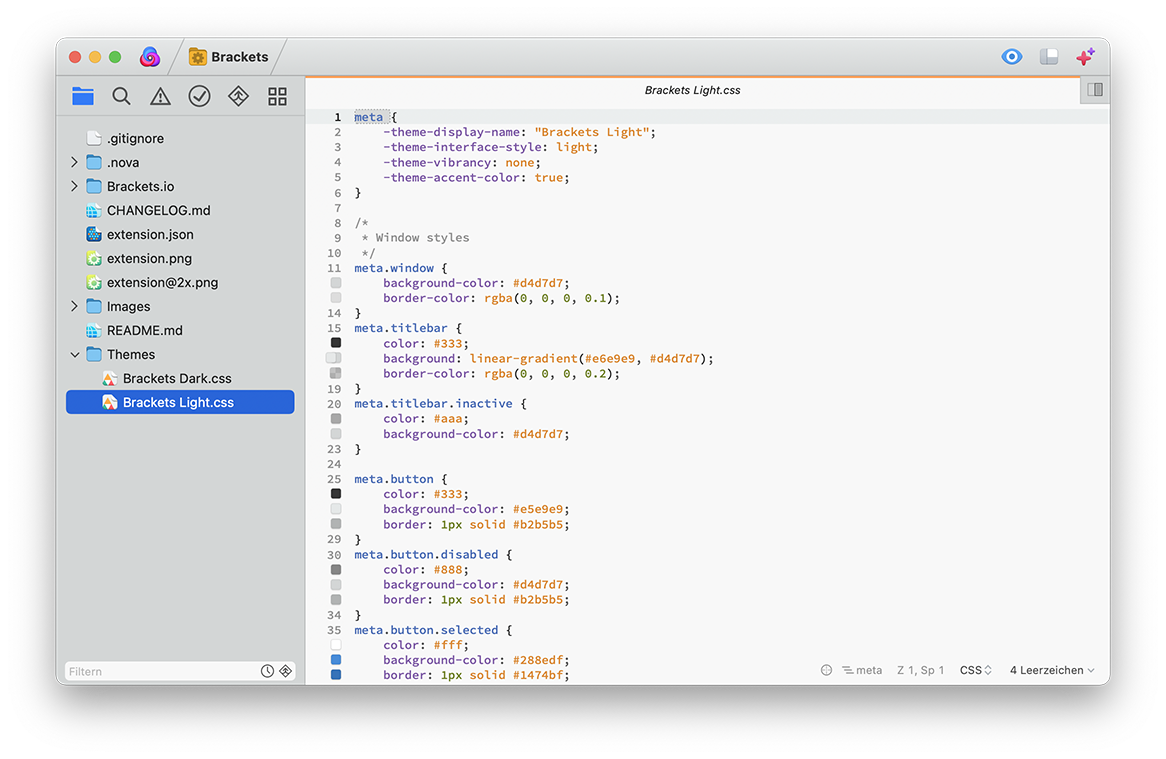 Brackets
Brackets Light.css
.gitignore
.nova
Brackets.io
CHANGELOG.md
extension.json
extension.png
extension@2x.png
Images
README.md
Themes
Brackets Dark.css
Brackets Light.css
Filtern
1 meta {
2 -theme-display-name: "Brackets Light";
3 -theme-interface-style: light;
4 -theme-vibrancy: none;
5 -theme-accent-color: true;
6 }
7
8 /*
9 * Window styles
10 */
11 meta.window {
background-color: #d4d7d7;
border-color: rgba(0, 0, 0, 0.1);
14 }
15 meta.titlebar {
color: #333;
background: linear-gradient(#e6e9e9, #d4d7d7);
border-color: rgba(0, 0, 0, 0.2);
19 }
20 meta.titlebar.inactive {
color: #aaa;
background-color: #d4d7d7;
23 }
24
25 meta.button {
color: #333;
background-color: #e5e9e9;
border: 1px solid #b2b5b5;
29 }
30 meta.button.disabled {
color: #888;
background-color: #d4d7d7;
border: 1px solid #b2b5b5;
34 }
35 meta.button.selected {
color: #fff;
background-color: #288edf;
border: 1px solid #1474bf;
meta Z 1, Sp 1 CSS 4 Leerzeichen